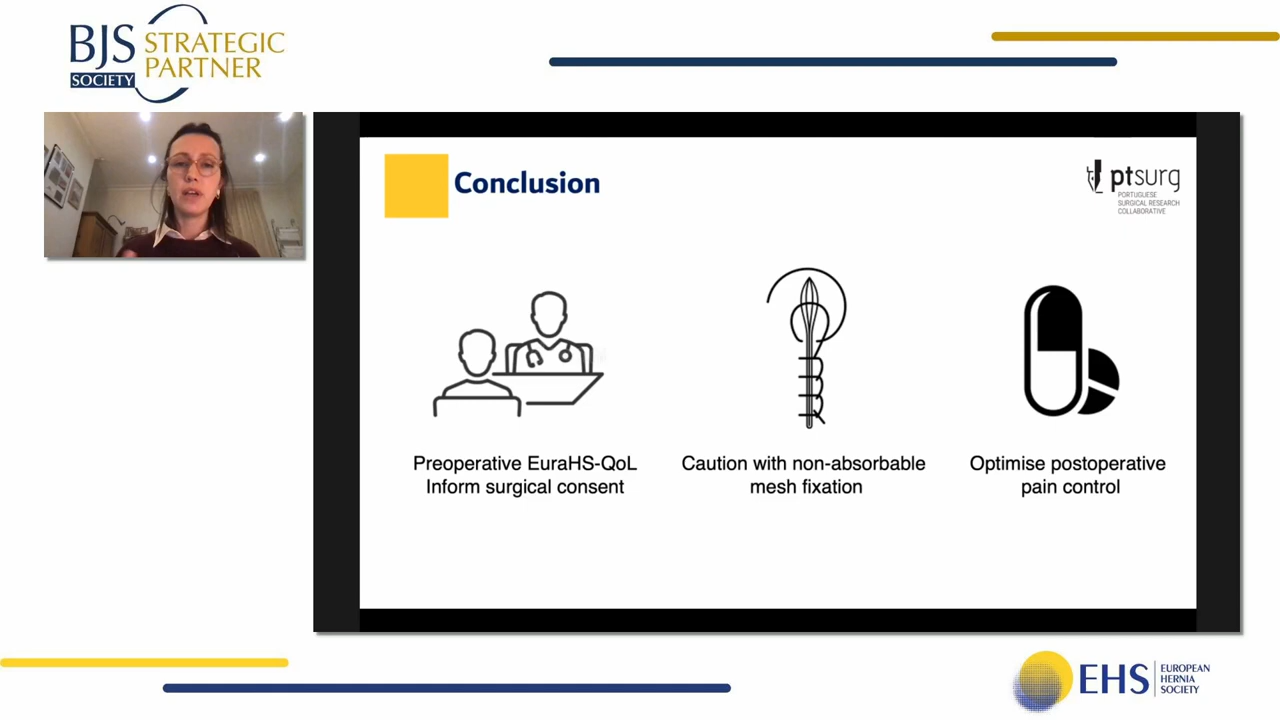 BJS STRATEGIC
SOCIETY PARTNER
Conclusion
ptsurg
PORTUGUESE
SURGICAL RESEARCH
COLLABORATIVE
Preoperative EuraHS-QoL
Inform surgical consent
Caution with non-absorbable
mesh fixation
Optimise postoperative
pain control
EHS
EUROPEAN
HERNIA
SOCIETY